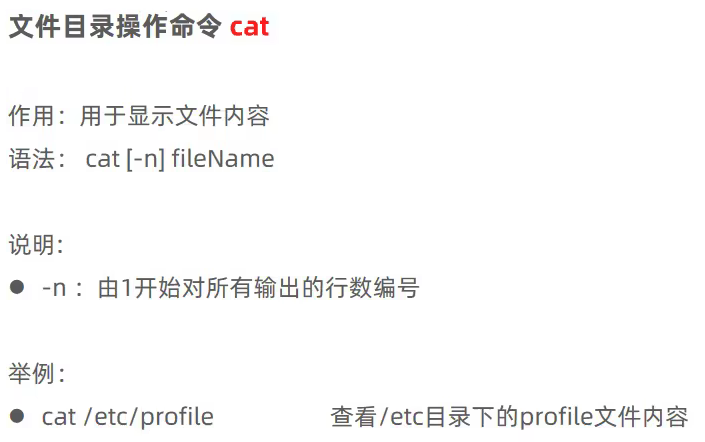 文件目录操作命令 cat
作用：用于显示文件内容
语法： cat [-n] fileName
说明：
● -n ：由1开始对所有输出的行数编号
举例：
● cat /etc/profile 查看/etc目录下的profile文件内容